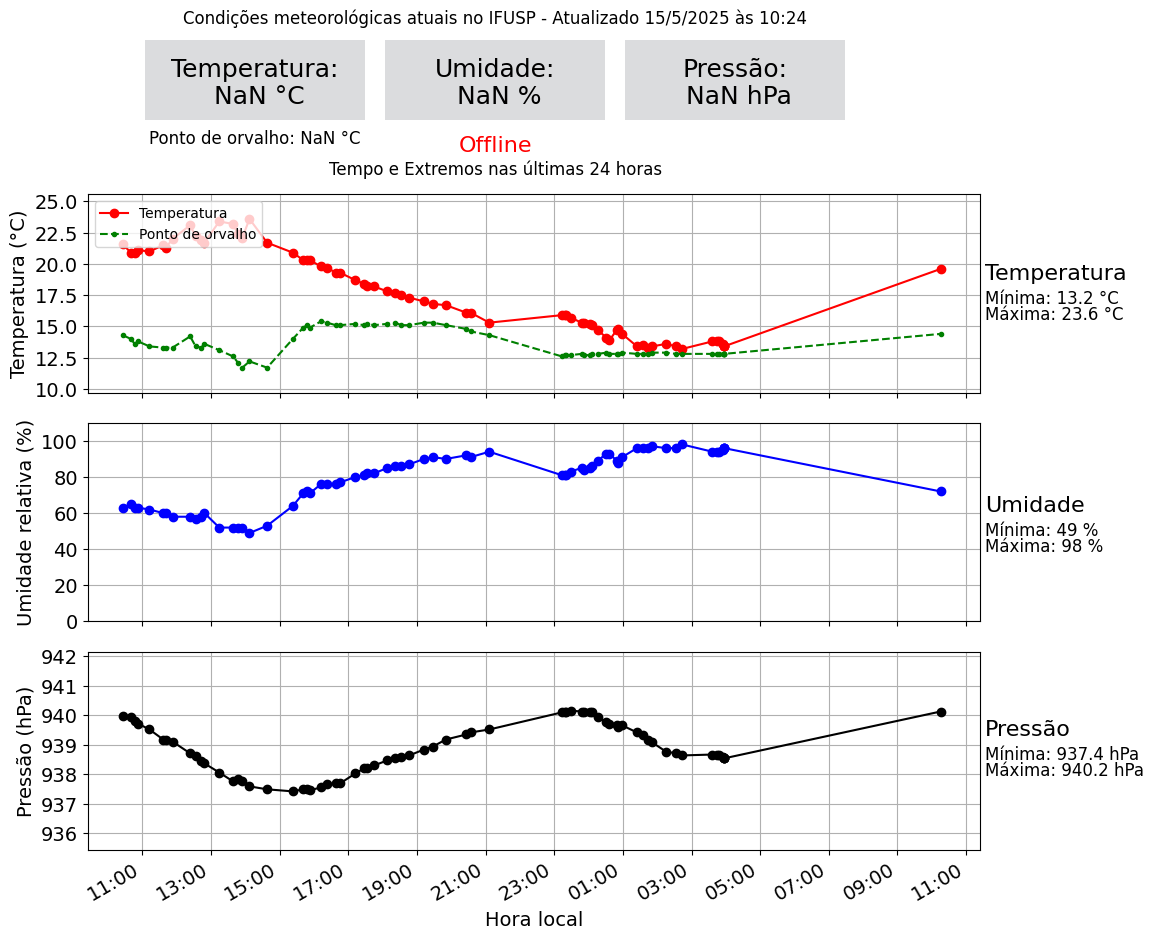 Condições meteorológicas atuais no IFUSP - Atualizado 15/5/2025 às 10:24
Temperatura:
NaN °C
Umidade:
NaN %
Pressão:
NaN hPa
Ponto de orvalho: NaN °C
Offline
Tempo e Extremos nas últimas 24 horas
Temperatura (°C)
25.0
22.5
20.0
17.5
15.0
12.5
10.0
Temperatura
Ponto de orvalho
Temperatura
Mínima: 13.2 °C
Máxima: 23.6 °C
Umidade relativa (%)
100
80
60
40
20
0
Umidade
Mínima: 49 %
Máxima: 98 %
Pressão (hPa)
942
941
940
939
938
937
936
Pressão
Mínima: 937.4 hPa
Máxima: 940.2 hPa
11:00 13:00 15:00 17:00 19:00 21:00 23:00 01:00 03:00 05:00 07:00 09:00 11:00
Hora local